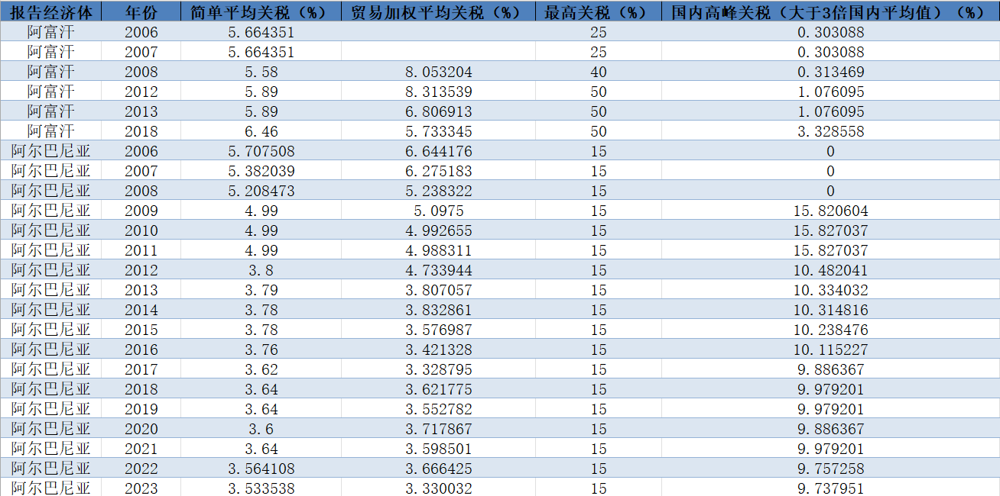 报告经济体 年份 简单平均关税（%） 贸易加权平均关税（%） 最高关税（%） 国内高峰关税（大于3倍国内平均值）（%）
阿富汗 2006 5.664351 25 0.303088
阿富汗 2007 5.664351 25 0.303088
阿富汗 2008 5.58 8.053204 40 0.313469
阿富汗 2012 5.89 8.313539 50 1.076095
阿富汗 2013 5.89 6.806913 50 1.076095
阿富汗 2018 6.46 5.733345 50 3.328558
阿尔巴尼亚 2006 5.707508 6.644176 15 0
阿尔巴尼亚 2007 5.382039 6.275183 15 0
阿尔巴尼亚 2008 5.208473 5.238322 15 0
阿尔巴尼亚 2009 4.99 5.0975 15 15.820604
阿尔巴尼亚 2010 4.99 4.992655 15 15.827037
阿尔巴尼亚 2011 4.99 4.988311 15 15.827037
阿尔巴尼亚 2012 3.8 4.733944 15 10.482041
阿尔巴尼亚 2013 3.79 3.807057 15 10.334032
阿尔巴尼亚 2014 3.78 3.832861 15 10.314816
阿尔巴尼亚 2015 3.78 3.576987 15 10.238476
阿尔巴尼亚 2016 3.76 3.421328 15 10.115227
阿尔巴尼亚 2017 3.62 3.328795 15 9.886367
阿尔巴尼亚 2018 3.64 3.621775 15 9.979201
阿尔巴尼亚 2019 3.64 3.552782 15 9.979201
阿尔巴尼亚 2020 3.6 3.717867 15 9.886367
阿尔巴尼亚 2021 3.64 3.598501 15 9.979201
阿尔巴尼亚 2022 3.564108 3.666425 15 9.757258
阿尔巴尼亚 2023 3.533538 3.330032 15 9.737951